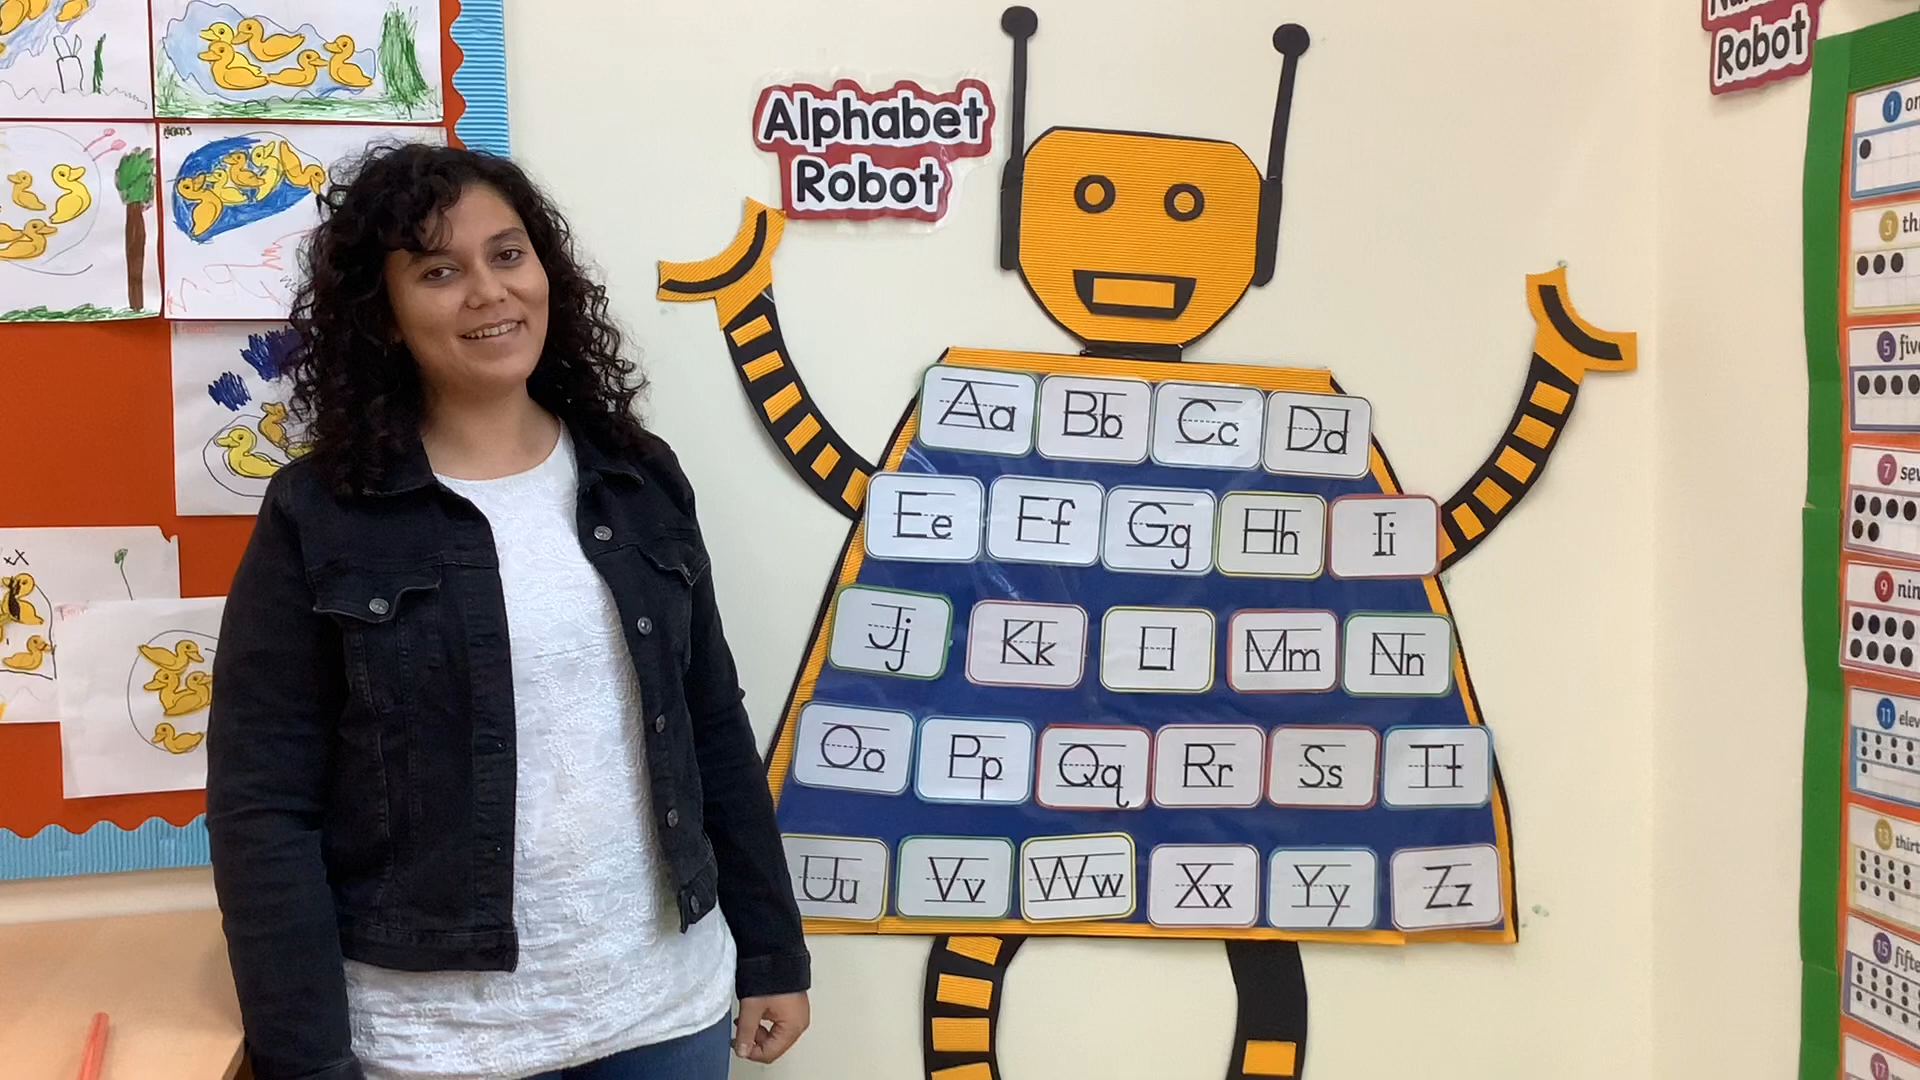 Alphabet
Robot
Robot
Aa Bb Cc Dd
Ee Ff Gg Hh Ii
Jj Kk Ll Mm Nn
Oo Pp Qq Rr Ss Tt
Uu Vv Ww Xx Yy Zz
1
3
5
7
9
11
13
15
17